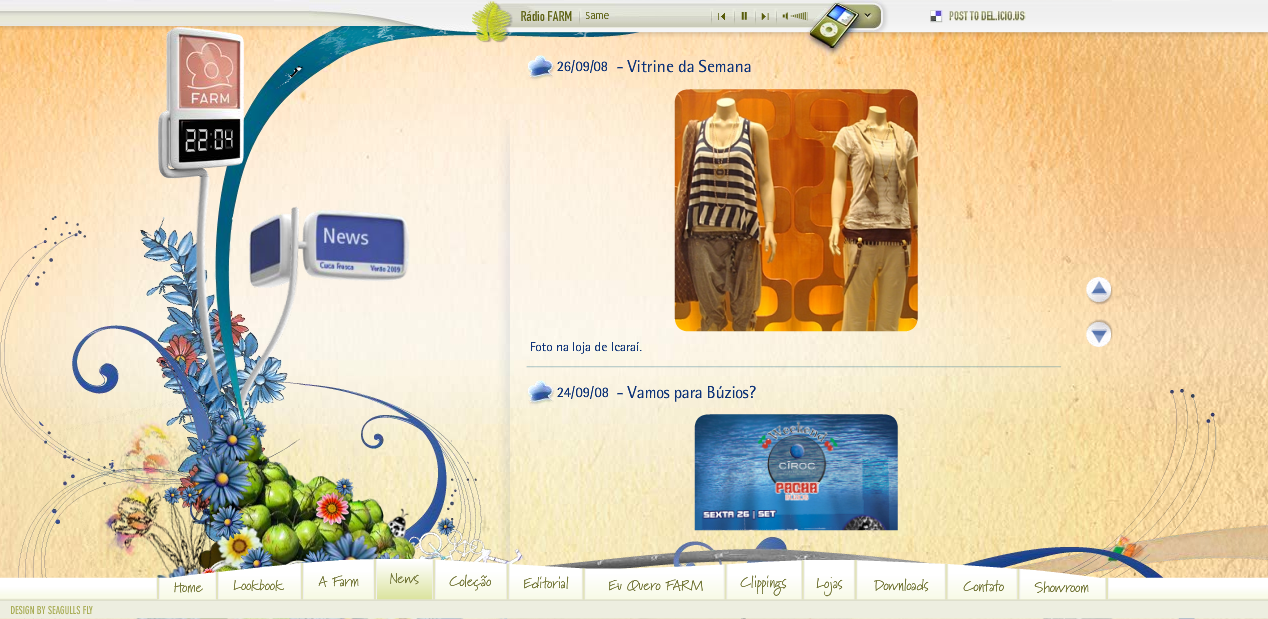 Rádio FARM
Same
POST TO DEL.ICIO.US
FARM
22:04
News
Cuca Fresca
Verão 2009
26/09/08 - Vitrine da Semana
Foto na loja de Icaraí.
24/09/08 - Vamos para Búzios?
Weekend
CÎROC
PACHA
SEXTA 26 | SET
Home
Lookbook
A Farm
News
Coleção
Editorial
Eu Quero FARM
Clippings
Lojas
Downloads
Contato
Showroom
DESIGN BY SEAGULLS FLY